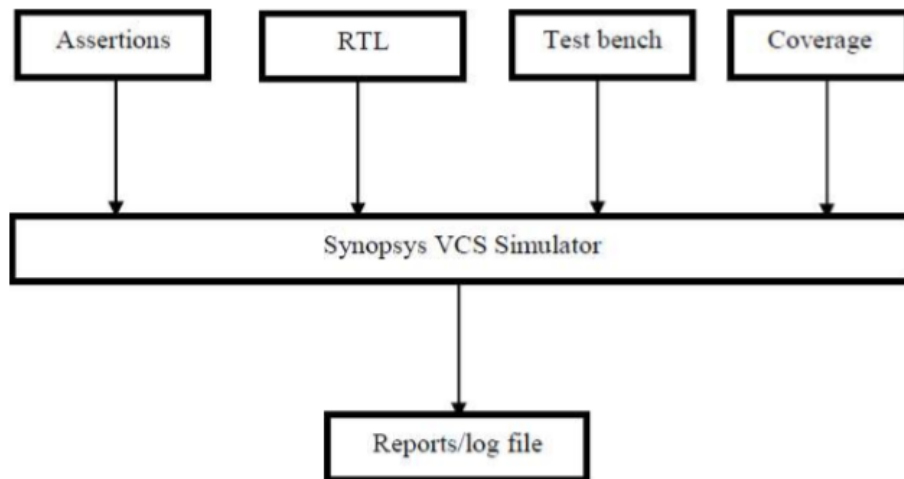 Assertions
RTL
Test bench
Coverage
Synopsys VCS Simulator
Reports/log file